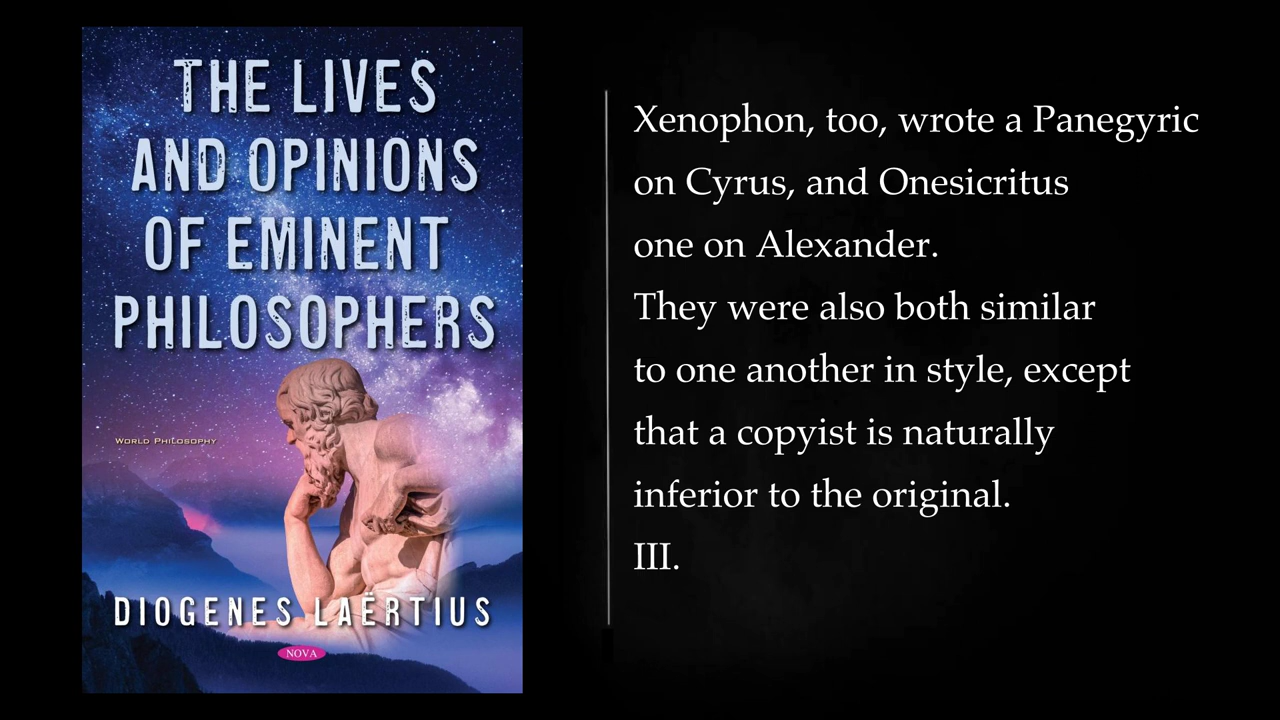 THE LIVES
AND OPINIONS
OF EMINENT
PHILOSOPHERS
WORLD PHILOSOPHY
DIOGENES LAËRTIUS
NOVA
Xenophon, too, wrote a Panegyric
on Cyrus, and Onesicritus
one on Alexander.
They were also both similar
to one another in style, except
that a copyist is naturally
inferior to the original.
III.